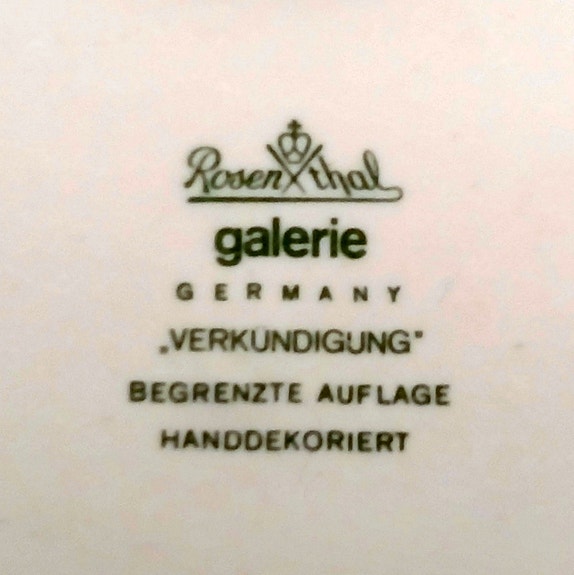 Rosenthal
galerie
GERMANY
„VERKÜNDIGUNG"
BEGRENZTE AUFLAGE
HANDDEKORIERT